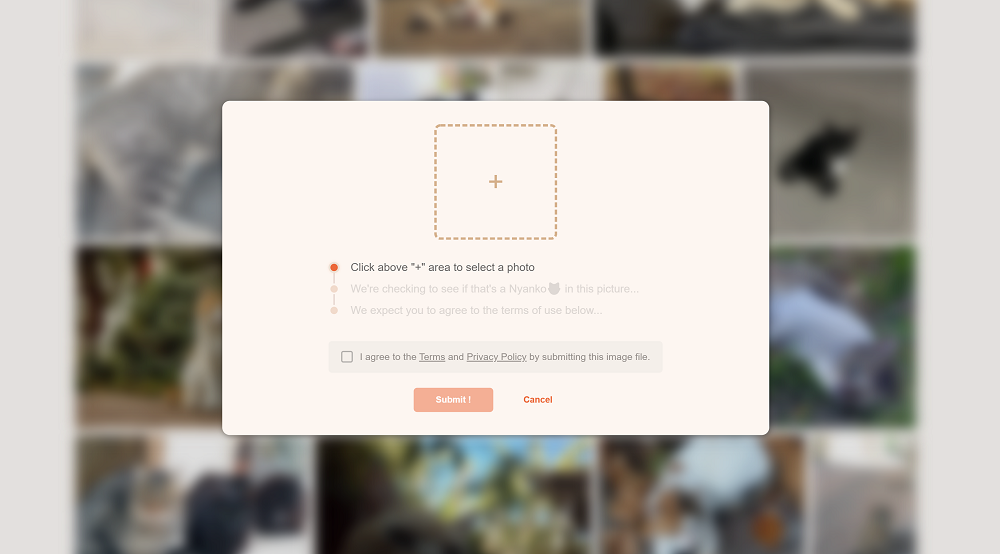 +
Click above "+" area to select a photo
We're checking to see if that's a Nyanko in this picture...
We expect you to agree to the terms of use below...
I agree to the Terms and Privacy Policy by submitting this image file.
Submit !
Cancel